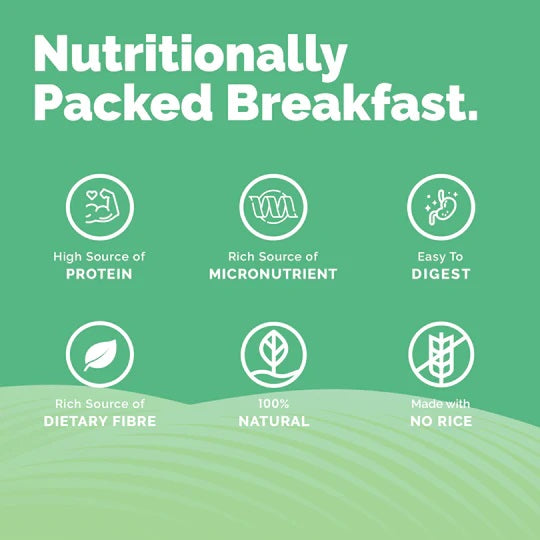 Nutritionally
Packed Breakfast.
High Source of
PROTEIN
Rich Source of
MICRONUTRIENT
Easy To
DIGEST
Rich Source of
DIETARY FIBRE
100%
NATURAL
Made with
NO RICE